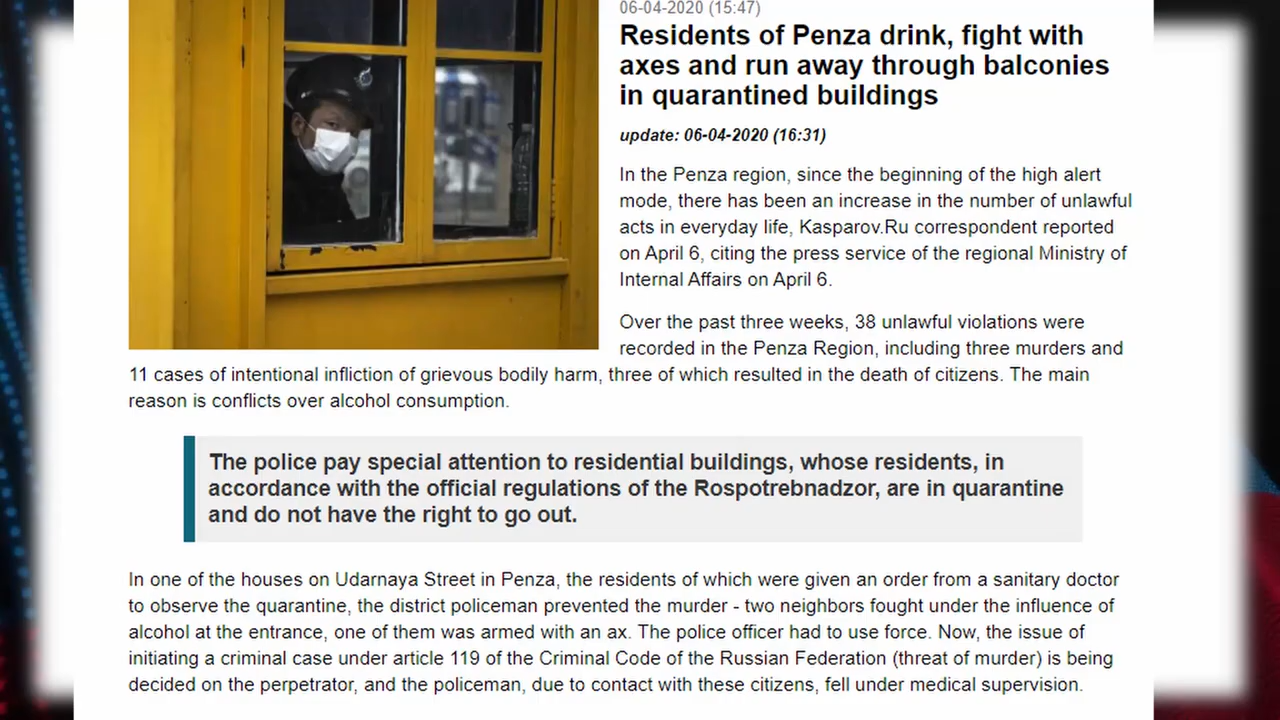 06-04-2020 (15:47)
Residents of Penza drink, fight with
axes and run away through balconies
in quarantined buildings
update: 06-04-2020 (16:31)
In the Penza region, since the beginning of the high alert
mode, there has been an increase in the number of unlawful
acts in everyday life, Kasparov.Ru correspondent reported
on April 6, citing the press service of the regional Ministry of
Internal Affairs on April 6.
Over the past three weeks, 38 unlawful violations were
recorded in the Penza Region, including three murders and
11 cases of intentional infliction of grievous bodily harm, three of which resulted in the death of citizens. The main
reason is conflicts over alcohol consumption.
The police pay special attention to residential buildings, whose residents, in
accordance with the official regulations of the Rospotrebnadzor, are in quarantine
and do not have the right to go out.
In one of the houses on Udarnaya Street in Penza, the residents of which were given an order from a sanitary doctor
to observe the quarantine, the district policeman prevented the murder - two neighbors fought under the influence of
alcohol at the entrance, one of them was armed with an ax. The police officer had to use force. Now, the issue of
initiating a criminal case under article 119 of the Criminal Code of the Russian Federation (threat of murder) is being
decided on the perpetrator, and the policeman, due to contact with these citizens, fell under medical supervision.